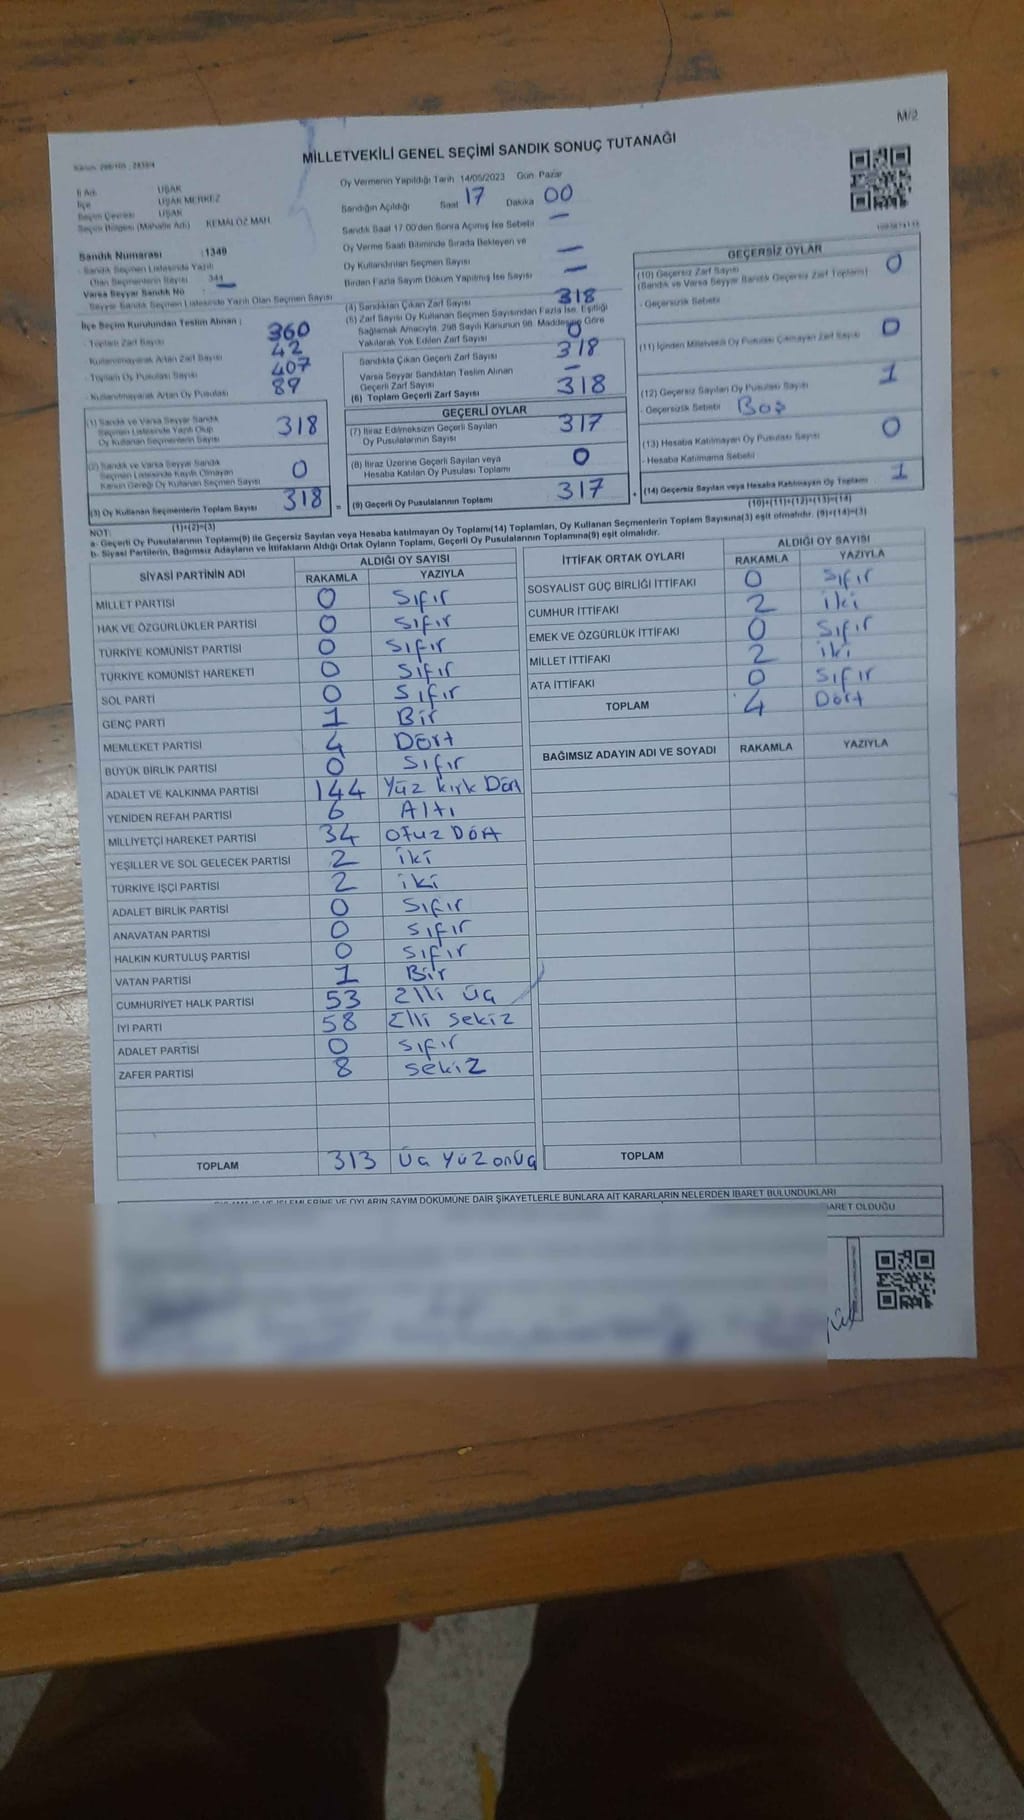 M/2
MİLLETVEKİLİ GENEL SEÇİMİ SANDIK SONUÇ TUTANAĞI
İl Adı : UŞAK
İlçe : UŞAK MERKEZ
Seçim Çevresi : UŞAK
Seçim Bölgesi (Mahalle Adı) : KEMALÖZ MAH
Sandık Numarası : 1349
Sandık Seçmen Listesinde Yazılı
Olan Seçmenlerin Sayısı : 344
Varsa Seyyar Sandık No :
Seyyar Sandık Seçmen Listesinde Yazılı Olan Seçmen Sayısı : —
İlçe Seçim Kurulundan Teslim Alınan :
- Toplam Zarf Sayısı 360
Kullanılmayarak Artan Zarf Sayısı 42
- Toplam Oy Pusulası Sayısı 407
- Kullanılmayarak Artan Oy Pusulası 89
(1) Sandık ve Varsa Seyyar Sandık
Seçmen Listesinde Yazılı Olup
Oy Kullanan Seçmenlerin Sayısı 318
(2) Sandık ve Varsa Seyyar Sandık
Seçmen Listesinde Kayıtlı Olmayan
Kanun Gereği Oy Kullanan Seçmen Sayısı 0
(3) Oy Kullanan Seçmenlerin Toplam Sayısı 318
(1)+(2)=(3)
Oy Vermenin Yapıldığı Tarih 14/05/2023 Gün Pazar
Sandığın Açıldığı Saat 17 Dakika 00
Sandık Saat 17 00'den Sonra Açılmış İse Sebebi —
Oy Verme Saati Bitiminde Sırada Bekleyen ve
Oy Kullandırılan Seçmen Sayısı —
Birden Fazla Sayım Döküm Yapılmış İse Sayısı —
(4) Sandıktan Çıkan Zarf Sayısı 318
(5) Zarf Sayısı Oy Kullanan Seçmen Sayısından Fazla İse, Eşitliği
Sağlamak Amacıyla, 298 Sayılı Kanunun 98. Maddesine Göre
Yakılarak Yok Edilen Zarf Sayısı 0
Sandıkta Çıkan Geçerli Zarf Sayısı 318
Varsa Seyyar Sandıktan Teslim Alınan
Geçerli Zarf Sayısı —
(6) Toplam Geçerli Zarf Sayısı 318
GEÇERLİ OYLAR
(7) İtiraz Edilmeksizin Geçerli Sayılan
Oy Pusulalarının Sayısı 317
(8) İtiraz Üzerine Geçerli Sayılan veya
Hesaba Katılan Oy Pusulası Toplamı 0
= (9) Geçerli Oy Pusulalarının Toplamı 317 +
GEÇERSİZ OYLAR
(10) Geçersiz Zarf Sayısı
(Sandık ve Varsa Seyyar Sandık Geçersiz Zarf Toplamı) 0
- Geçersizlik Sebebi
(11) İçinden Milletvekili Oy Pusulası Çıkmayan Zarf Sayısı 0
(12) Geçersiz Sayılan Oy Pusulası Sayısı 1
- Geçersizlik Sebebi Boş
(13) Hesaba Katılmayan Oy Pusulası Sayısı 0
- Hesaba Katılmama Sebebi
(14) Geçersiz Sayılan veya Hesaba Katılmayan Oy Toplamı 1
(10)+(11)+(12)+(13)=(14)
NOT:
a- Geçerli Oy Pusulalarının Toplamı(9) ile Geçersiz Sayılan veya Hesaba katılmayan Oy Toplamı(14) Toplamları, Oy Kullanan Seçmenlerin Toplam Sayısına(3) eşit olmalıdır. (9)+(14)=(3)
b- Siyasi Partilerin, Bağımsız Adayların ve İttifakların Aldığı Ortak Oyların Toplamı, Geçerli Oy Pusulalarının Toplamına(9) eşit olmalıdır.
SİYASİ PARTİNİN ADI
ALDIĞI OY SAYISI
RAKAMLA YAZIYLA
MİLLET PARTİSİ 0 Sıfır
HAK VE ÖZGÜRLÜKLER PARTİSİ 0 Sıfır
TÜRKİYE KOMÜNİST PARTİSİ 0 Sıfır
TÜRKİYE KOMÜNİST HAREKETİ 0 Sıfır
SOL PARTİ 0 Sıfır
GENÇ PARTİ 1 Bir
MEMLEKET PARTİSİ 4 Dört
BÜYÜK BİRLİK PARTİSİ 0 Sıfır
ADALET VE KALKINMA PARTİSİ 144 Yüz kırk Dört
YENİDEN REFAH PARTİSİ 6 Altı
MİLLİYETÇİ HAREKET PARTİSİ 34 Otuz Dört
YEŞİLLER VE SOL GELECEK PARTİSİ 2 iki
TÜRKİYE İŞÇİ PARTİSİ 2 iki
ADALET BİRLİK PARTİSİ 0 Sıfır
ANAVATAN PARTİSİ 0 Sıfır
HALKIN KURTULUŞ PARTİSİ 0 Sıfır
VATAN PARTİSİ 1 Bir
CUMHURİYET HALK PARTİSİ 53 Elli üç
İYİ PARTİ 58 Elli sekiz
ADALET PARTİSİ 0 sıfır
ZAFER PARTİSİ 8 sekiz
TOPLAM 313 Üç yüz onüç
İTTİFAK ORTAK OYLARI
ALDIĞI OY SAYISI
RAKAMLA YAZIYLA
SOSYALİST GÜÇ BİRLİĞİ İTTİFAKI 0 Sıfır
CUMHUR İTTİFAKI 2 iki
EMEK VE ÖZGÜRLÜK İTTİFAKI 0 Sıfır
MİLLET İTTİFAKI 2 iki
ATA İTTİFAKI 0 Sıfır
TOPLAM 4 Dört
BAĞIMSIZ ADAYIN ADI VE SOYADI RAKAMLA YAZIYLA
TOPLAM
İŞLEMLERİNE VE OYLARIN SAYIM DÖKÜMÜNE DAİR ŞİKAYETLERLE BUNLARA AİT KARARLARIN NELERDEN İBARET BULUNDUKLARI
BARET OLDUĞU